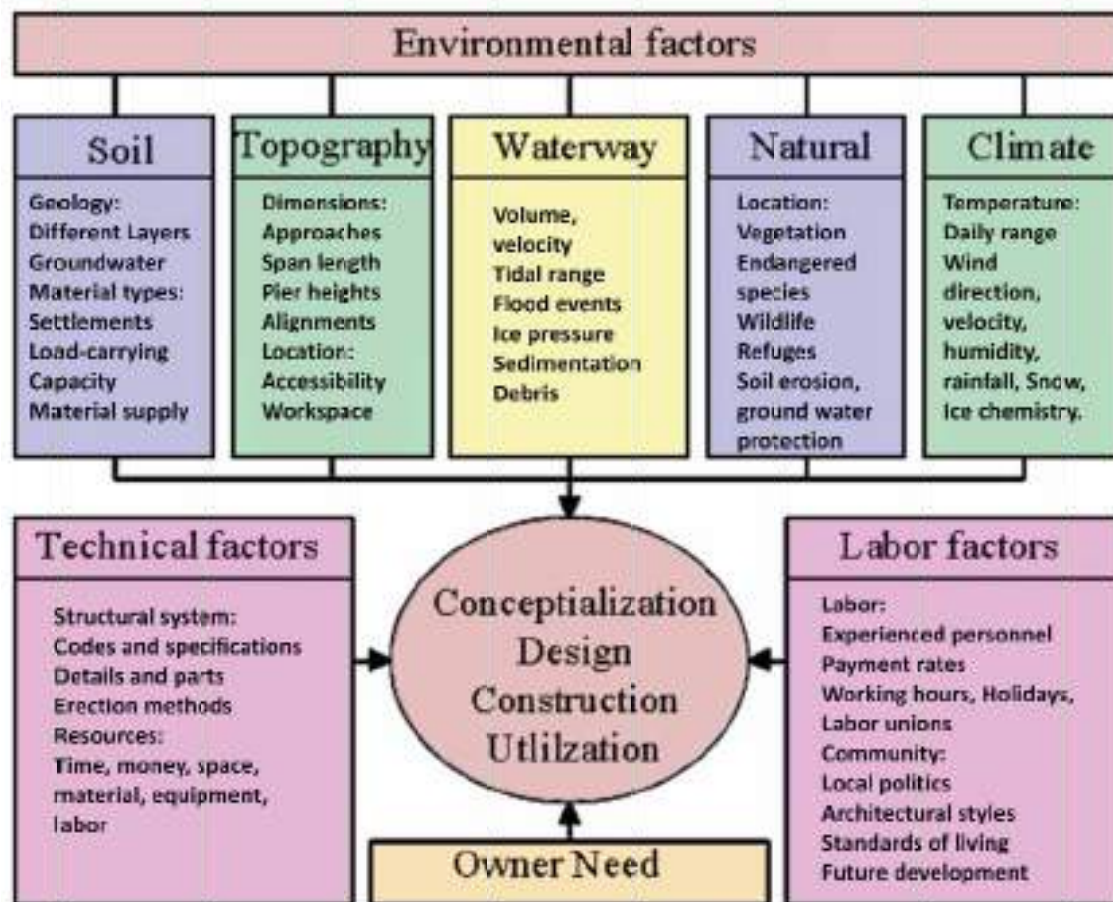 Environmental factors
Soil
Geology:
Different Layers
Groundwater
Material types:
Settlements
Load-carrying
Capacity
Material supply
Topography
Dimensions:
Approaches
Span length
Pier heights
Alignments
Location:
Accessibility
Workspace
Waterway
Volume,
velocity
Tidal range
Flood events
Ice pressure
Sedimentation
Debris
Natural
Location:
Vegetation
Endangered
species
Wildlife
Refuges
Soil erosion,
ground water
protection
Climate
Temperature:
Daily range
Wind
direction,
velocity,
humidity,
rainfall, Snow,
Ice chemistry.
Technical factors
Structural system:
Codes and specifications
Details and parts
Erection methods
Resources:
Time, money, space,
material, equipment,
labor
Conceptialization
Design
Construction
Utlilzation
Labor factors
Labor:
Experienced personnel
Payment rates
Working hours, Holidays,
Labor unions
Community:
Local politics
Architectural styles
Standards of living
Future development
Owner Need